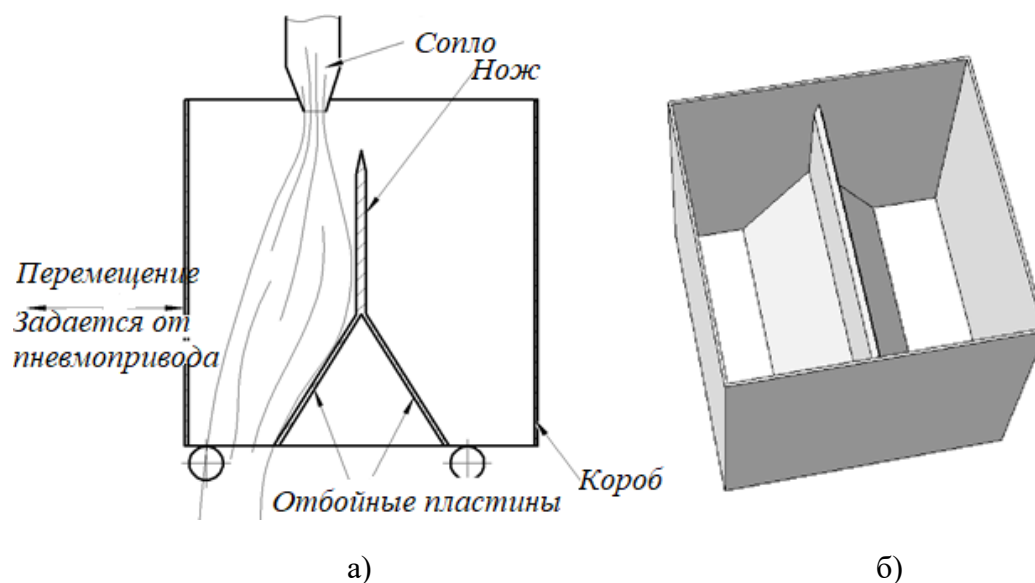 Сопло
Нож
Перемещение
Задается от
пневмопривода
Отбойные пластины
Короб
а)
б)